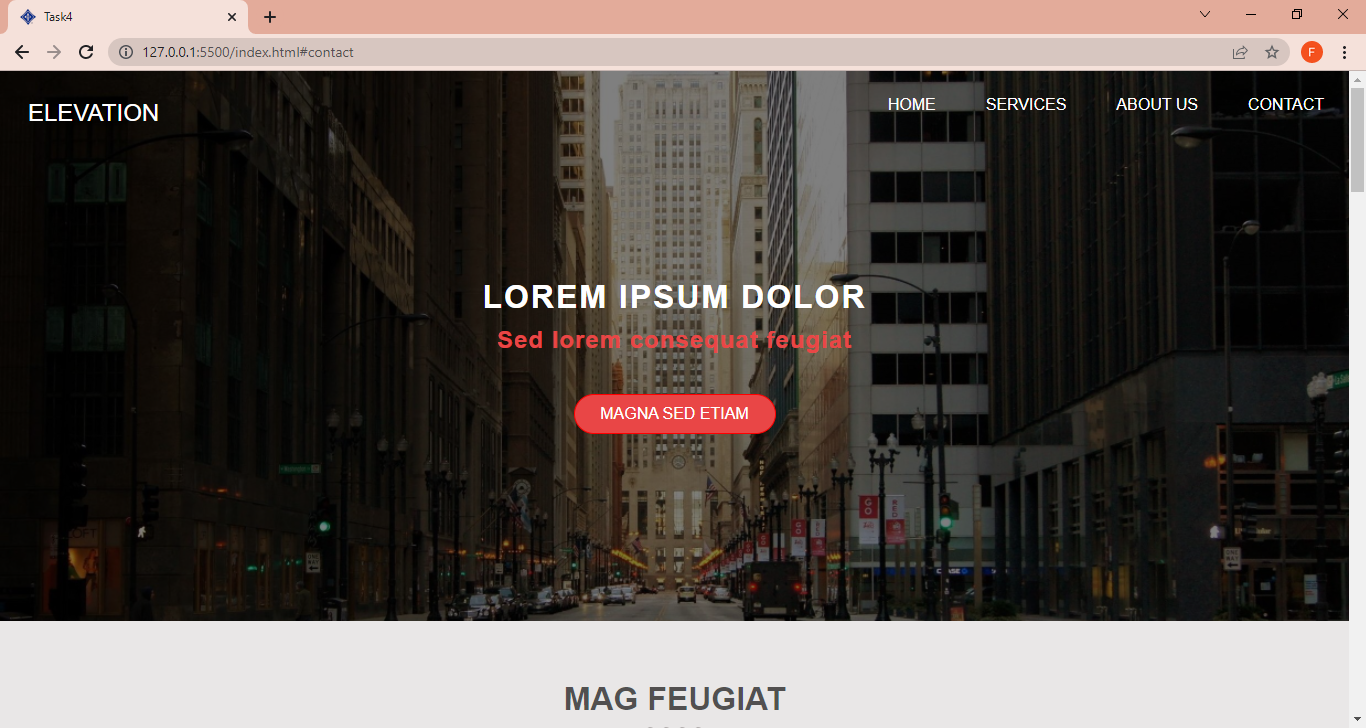 Task4
127.0.0.1:5500/index.html#contact
F
ELEVATION
HOME SERVICES ABOUT US CONTACT
LOREM IPSUM DOLOR
Sed lorem consequat feugiat
MAGNA SED ETIAM
GO
MAG FEUGIAT